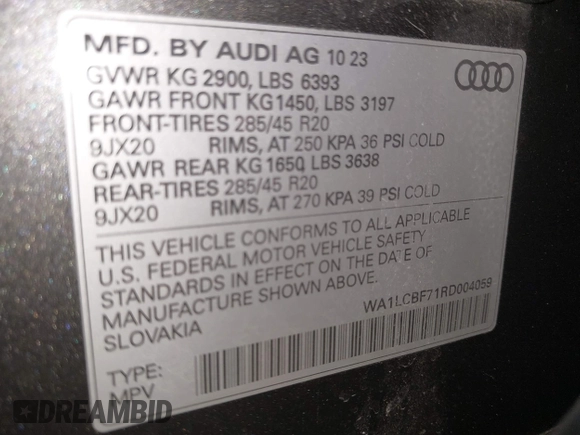 MFD. BY AUDI AG 10 23
GVWR KG 2900, LBS 6393
GAWR FRONT KG1450, LBS 3197
FRONT-TIRES 285/45 R20
9JX20 RIMS, AT 250 KPA 36 PSI COLD
GAWR REAR KG 1650, LBS 3638
REAR-TIRES 285/45 R20
9JX20 RIMS, AT 270 KPA 39 PSI COLD
THIS VEHICLE CONFORMS TO ALL APPLICABLE
U.S. FEDERAL MOTOR VEHICLE SAFETY
STANDARDS IN EFFECT ON THE DATE OF
MANUFACTURE SHOWN ABOVE.
SLOVAKIA
WA1LCBF71RD004059
TYPE:
MPV
DREAMBID